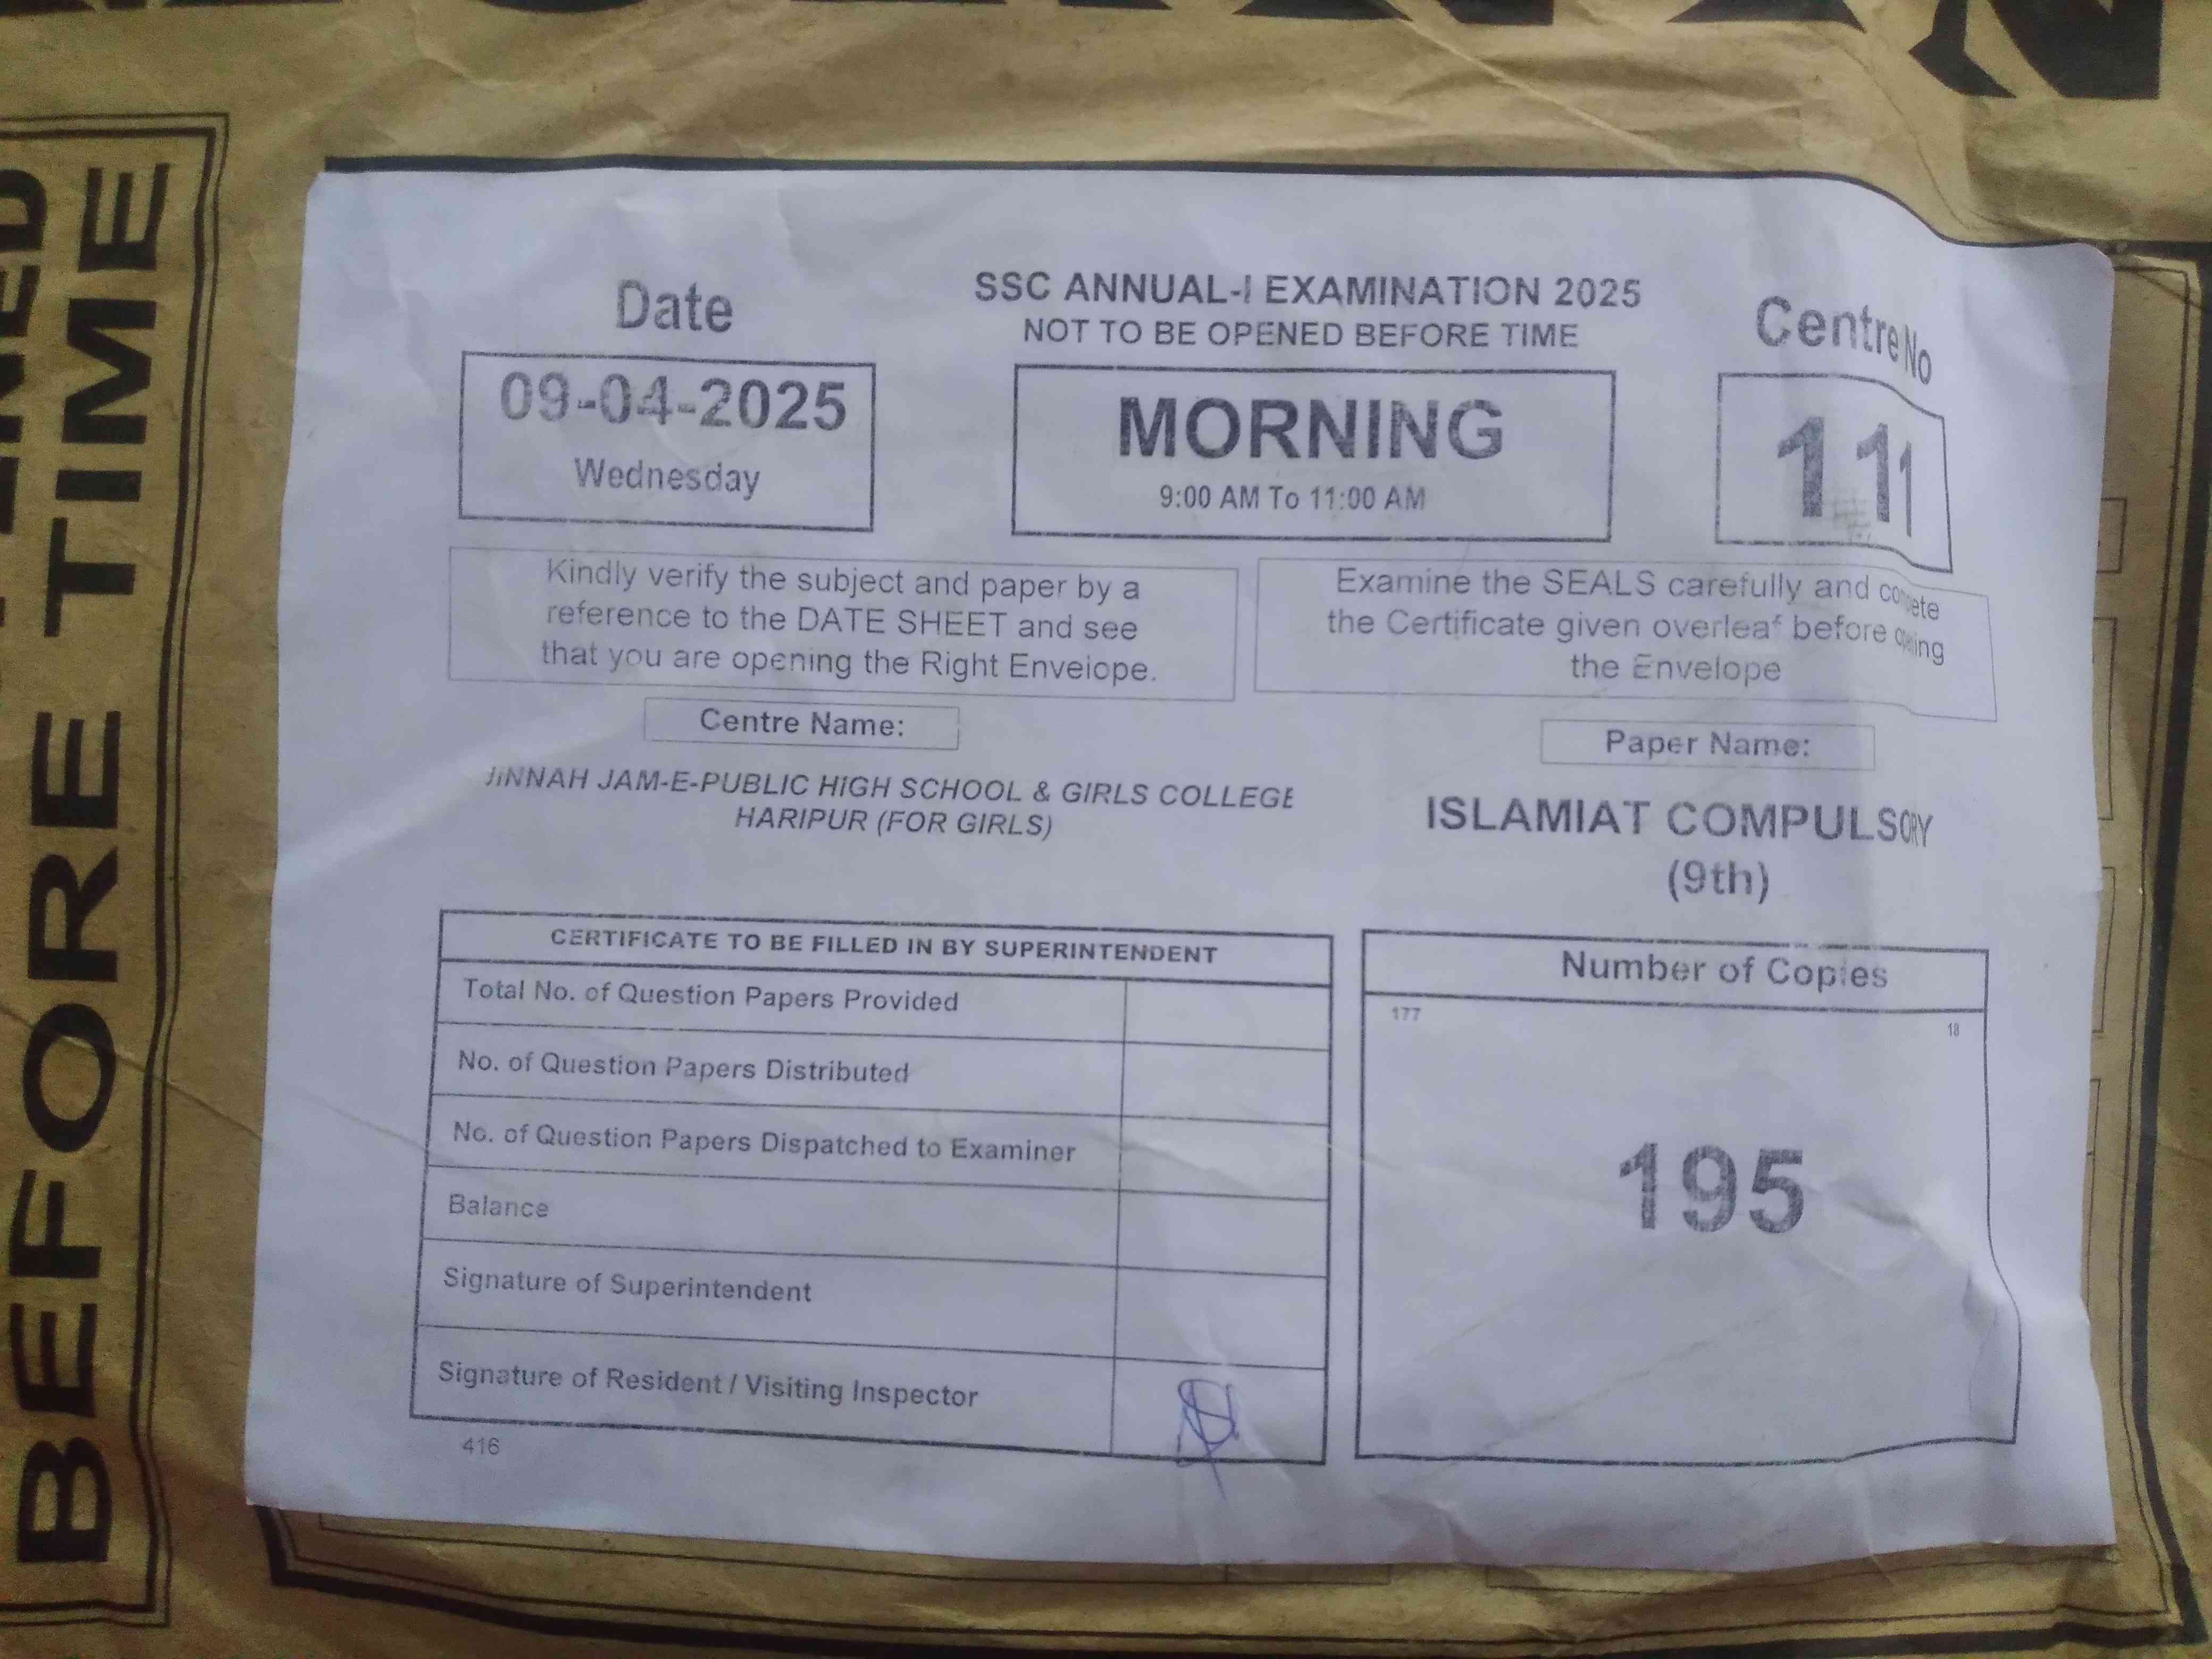 BEFORE TIME
Date
SSC ANNUAL-I EXAMINATION 2025
NOT TO BE OPENED BEFORE TIME
Centre No
09-04-2025
Wednesday
MORNING
9:00 AM To 11:00 AM
111
Kindly verify the subject and paper by a
reference to the DATE SHEET and see
that you are opening the Right Envelope.
Examine the SEALS carefully and
the Certificate given overleaf before
the Envelope
Centre Name:
JINNAH JAM-E-PUBLIC HIGH SCHOOL & GIRLS COLLEGE
HARIPUR (FOR GIRLS)
Paper Name:
ISLAMIAT COMPULSORY
(9th)
CERTIFICATE TO BE FILLED IN BY SUPERINTENDENT
Total No. of Question Papers Provided
No. of Question Papers Distributed
No. of Question Papers Dispatched to Examiner
Balance
Signature of Superintendent
Signature of Resident / Visiting Inspector
416
Number of Copies
177
18
195